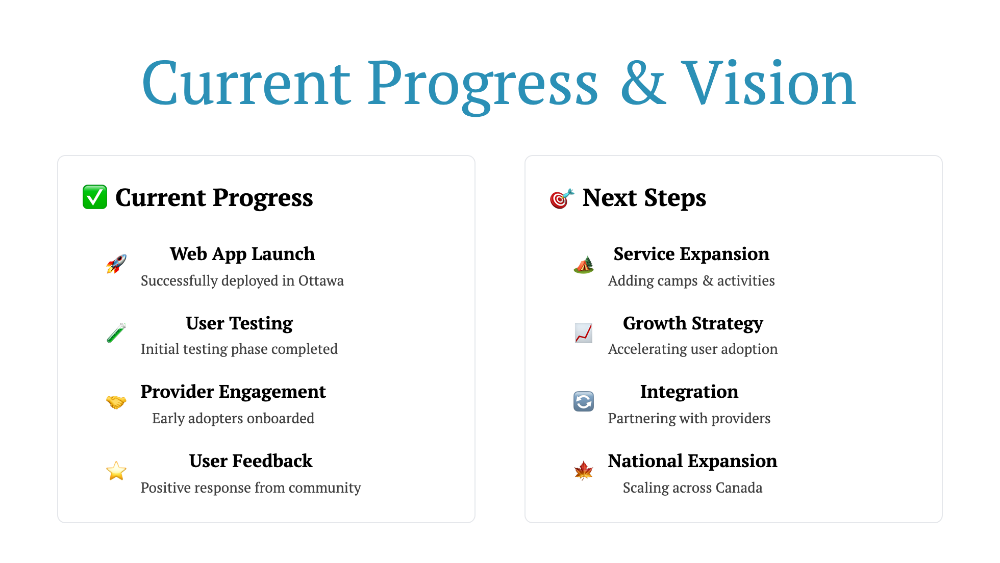 Current Progress & Vision
✅ Current Progress
🚀 Web App Launch
Successfully deployed in Ottawa
🧪 User Testing
Initial testing phase completed
🤝 Provider Engagement
Early adopters onboarded
⭐ User Feedback
Positive response from community
🎯 Next Steps
🏕️ Service Expansion
Adding camps & activities
📈 Growth Strategy
Accelerating user adoption
🔄 Integration
Partnering with providers
🍁 National Expansion
Scaling across Canada